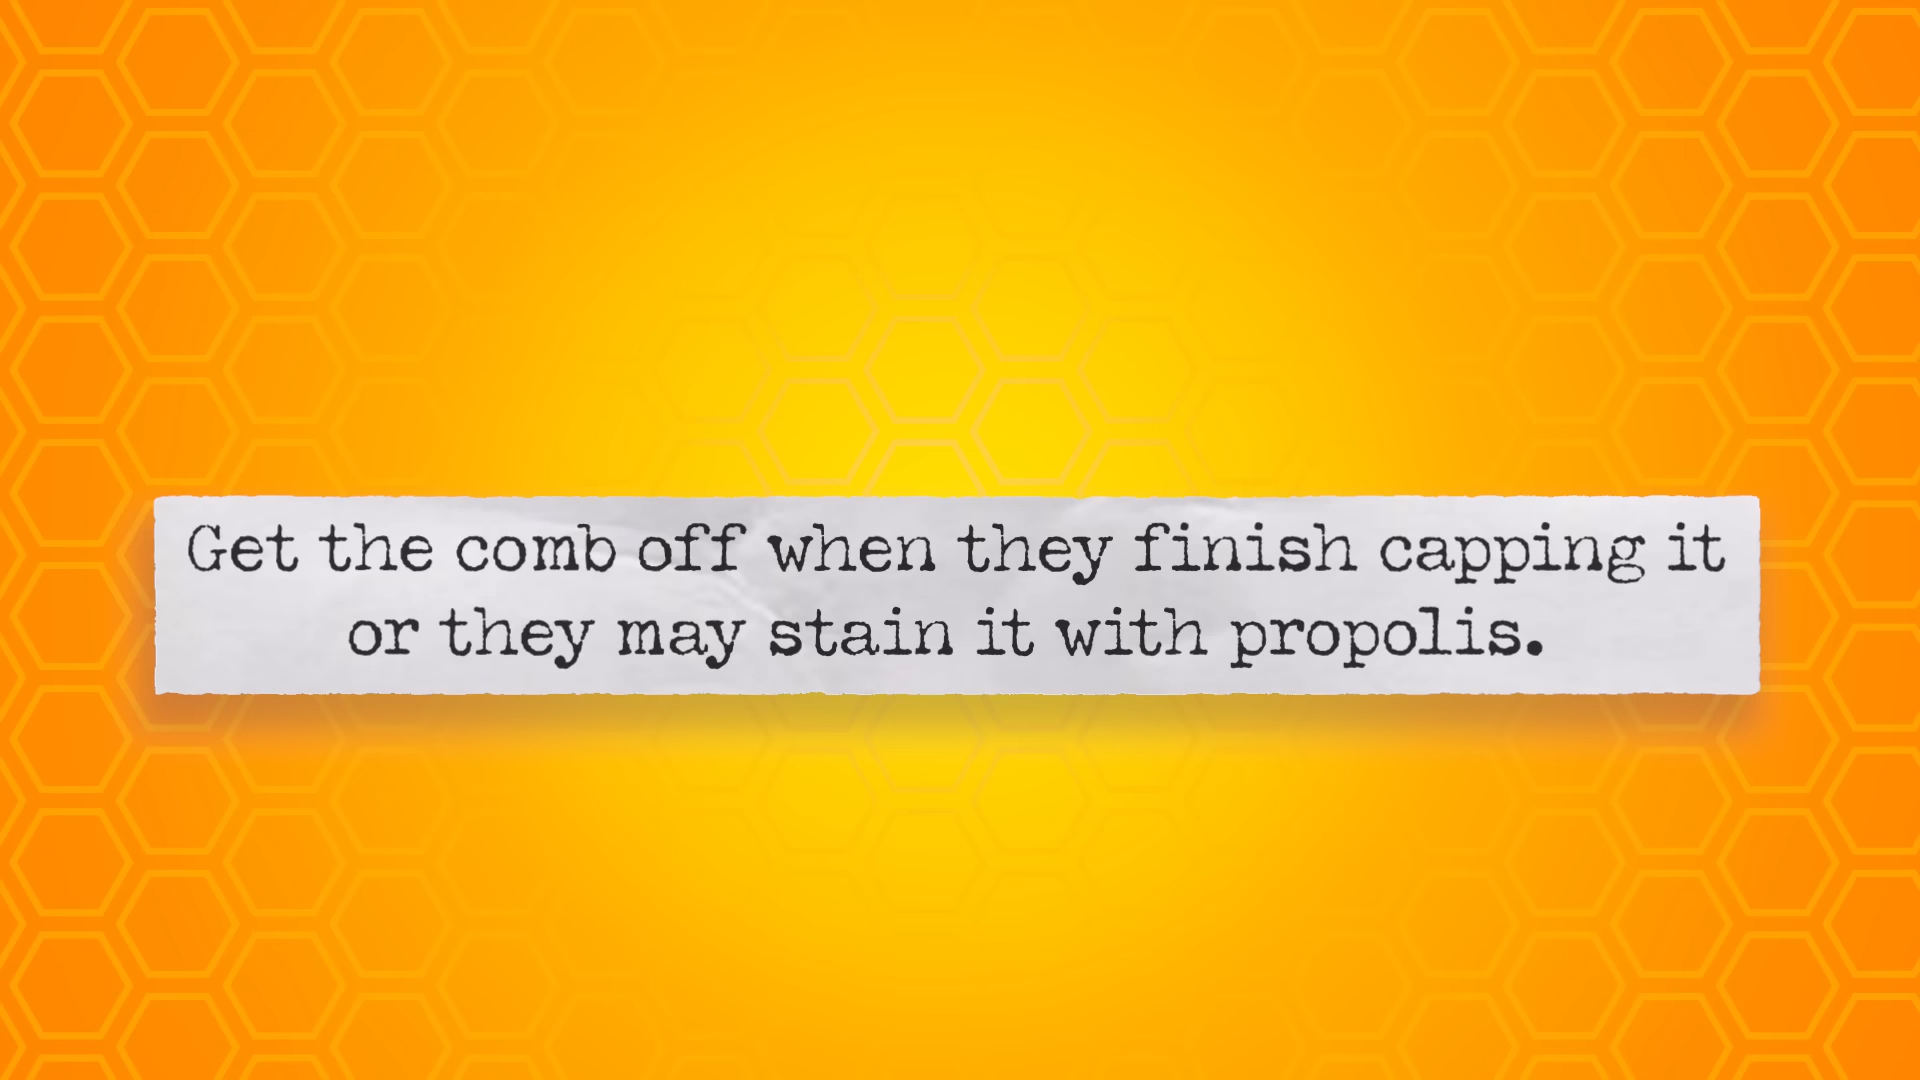 Get the comb off when they finish capping it
or they may stain it with propolis.